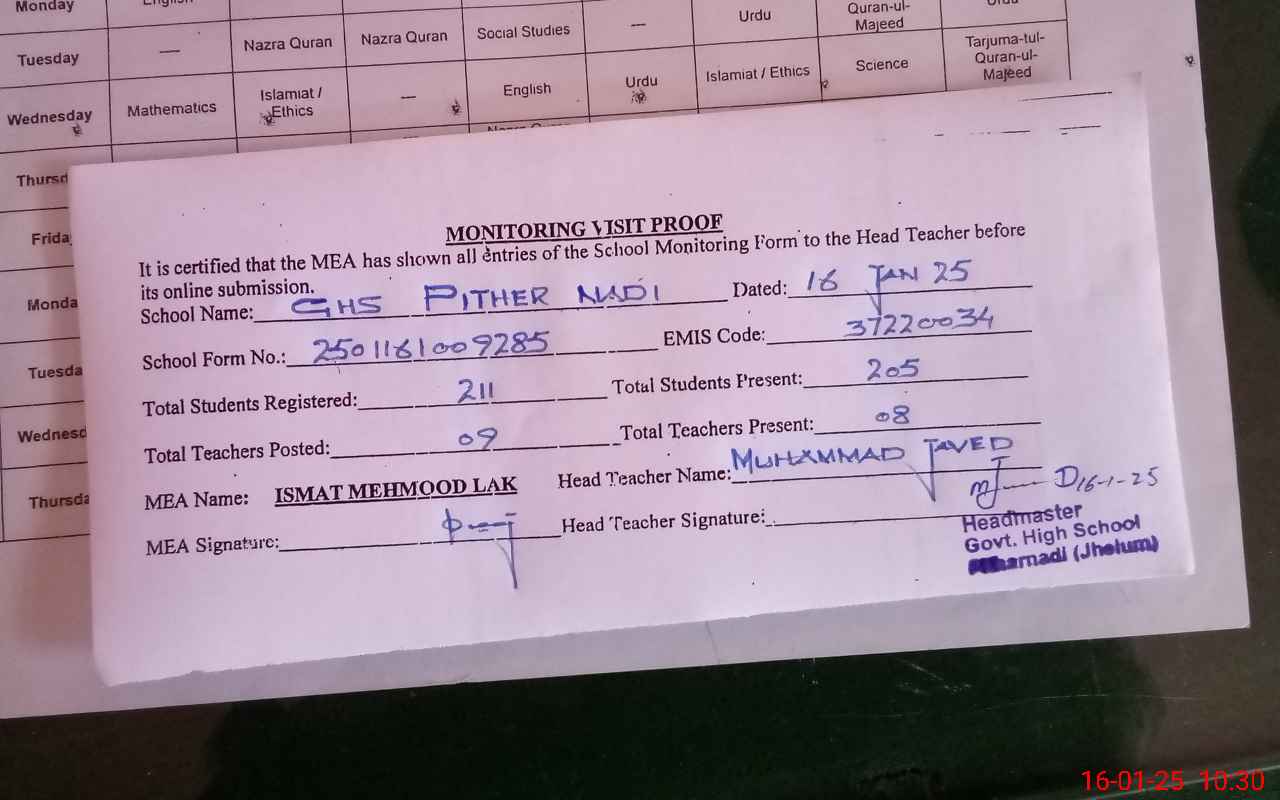 Monday English Urdu Quran-ul-Majeed Urdu
Tuesday — Nazra Quran Nazra Quran Social Studies — Urdu Tarjuma-tul-Quran-ul-Majeed
Wednesday Mathematics Islamiat / Ethics — English Urdu Islamiat / Ethics Science
Thursd
Frida
Monda
Tuesda
Wednesd
Thursda
MONITORING VISIT PROOF
It is certified that the MEA has shown all entries of the School Monitoring Form to the Head Teacher before
its online submission.
School Name: GHS PITHER NADI Dated: 16 JAN 25
School Form No.: 2501161009285 EMIS Code: 37220034
Total Students Registered: 211 Total Students Present: 205
Total Teachers Posted: 09 Total Teachers Present: 08
MEA Name: ISMAT MEHMOOD LAK Head Teacher Name: MUHAMMAD JAVED
D16-1-25
MEA Signature: Head Teacher Signature:
Headmaster
Govt. High School
(Jhelum)
16-01-25 10.30